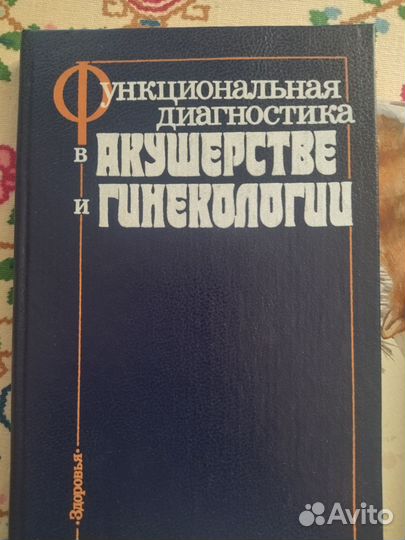 Функциональная
диагностика
в АКУШЕРСТВЕ
и ГИНЕКОЛОГИИ
·Здоровья·
Avito